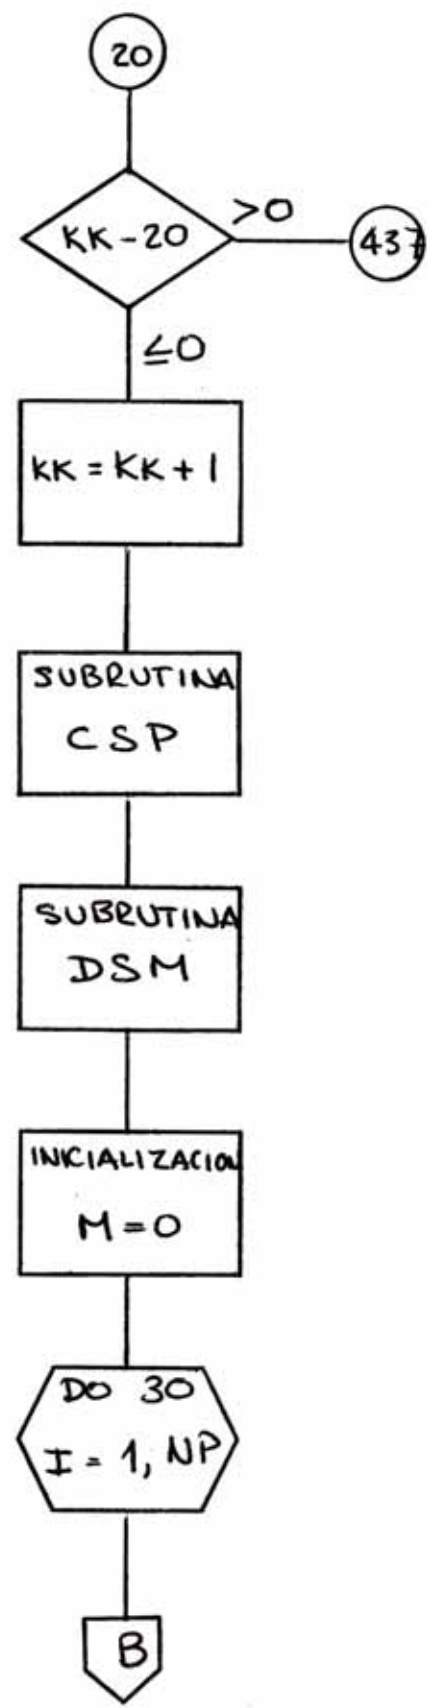 20
KK-20
>0
437
≤0
KK = KK + 1
SUBRUTINA
CSP
SUBRUTINA
DSM
INICIALIZACION
M = 0
DO 30
I = 1, NP
B